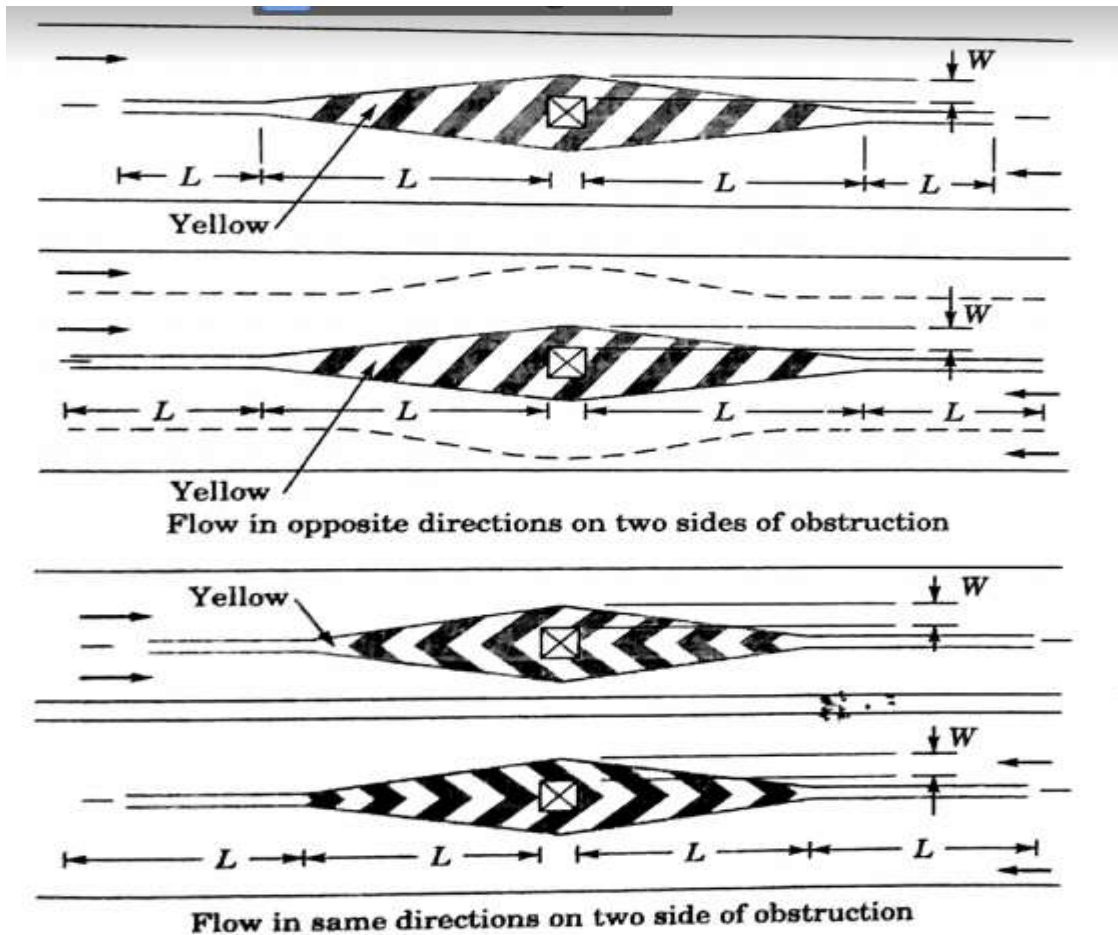 W
L L L L
Yellow
W
L L L L
Yellow
Flow in opposite directions on two sides of obstruction
Yellow W
W
L L L L
Flow in same directions on two side of obstruction